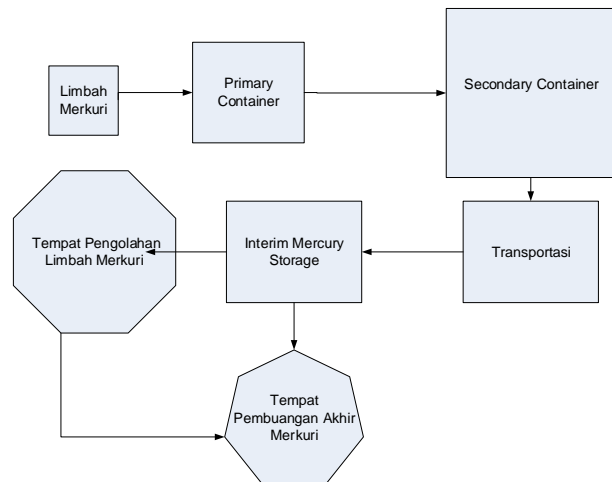 Limbah
Merkuri
Primary
Container
Secondary Container
Tempat Pengolahan
Limbah Merkuri
Interim Mercury
Storage
Transportasi
Tempat
Pembuangan Akhir
Merkuri